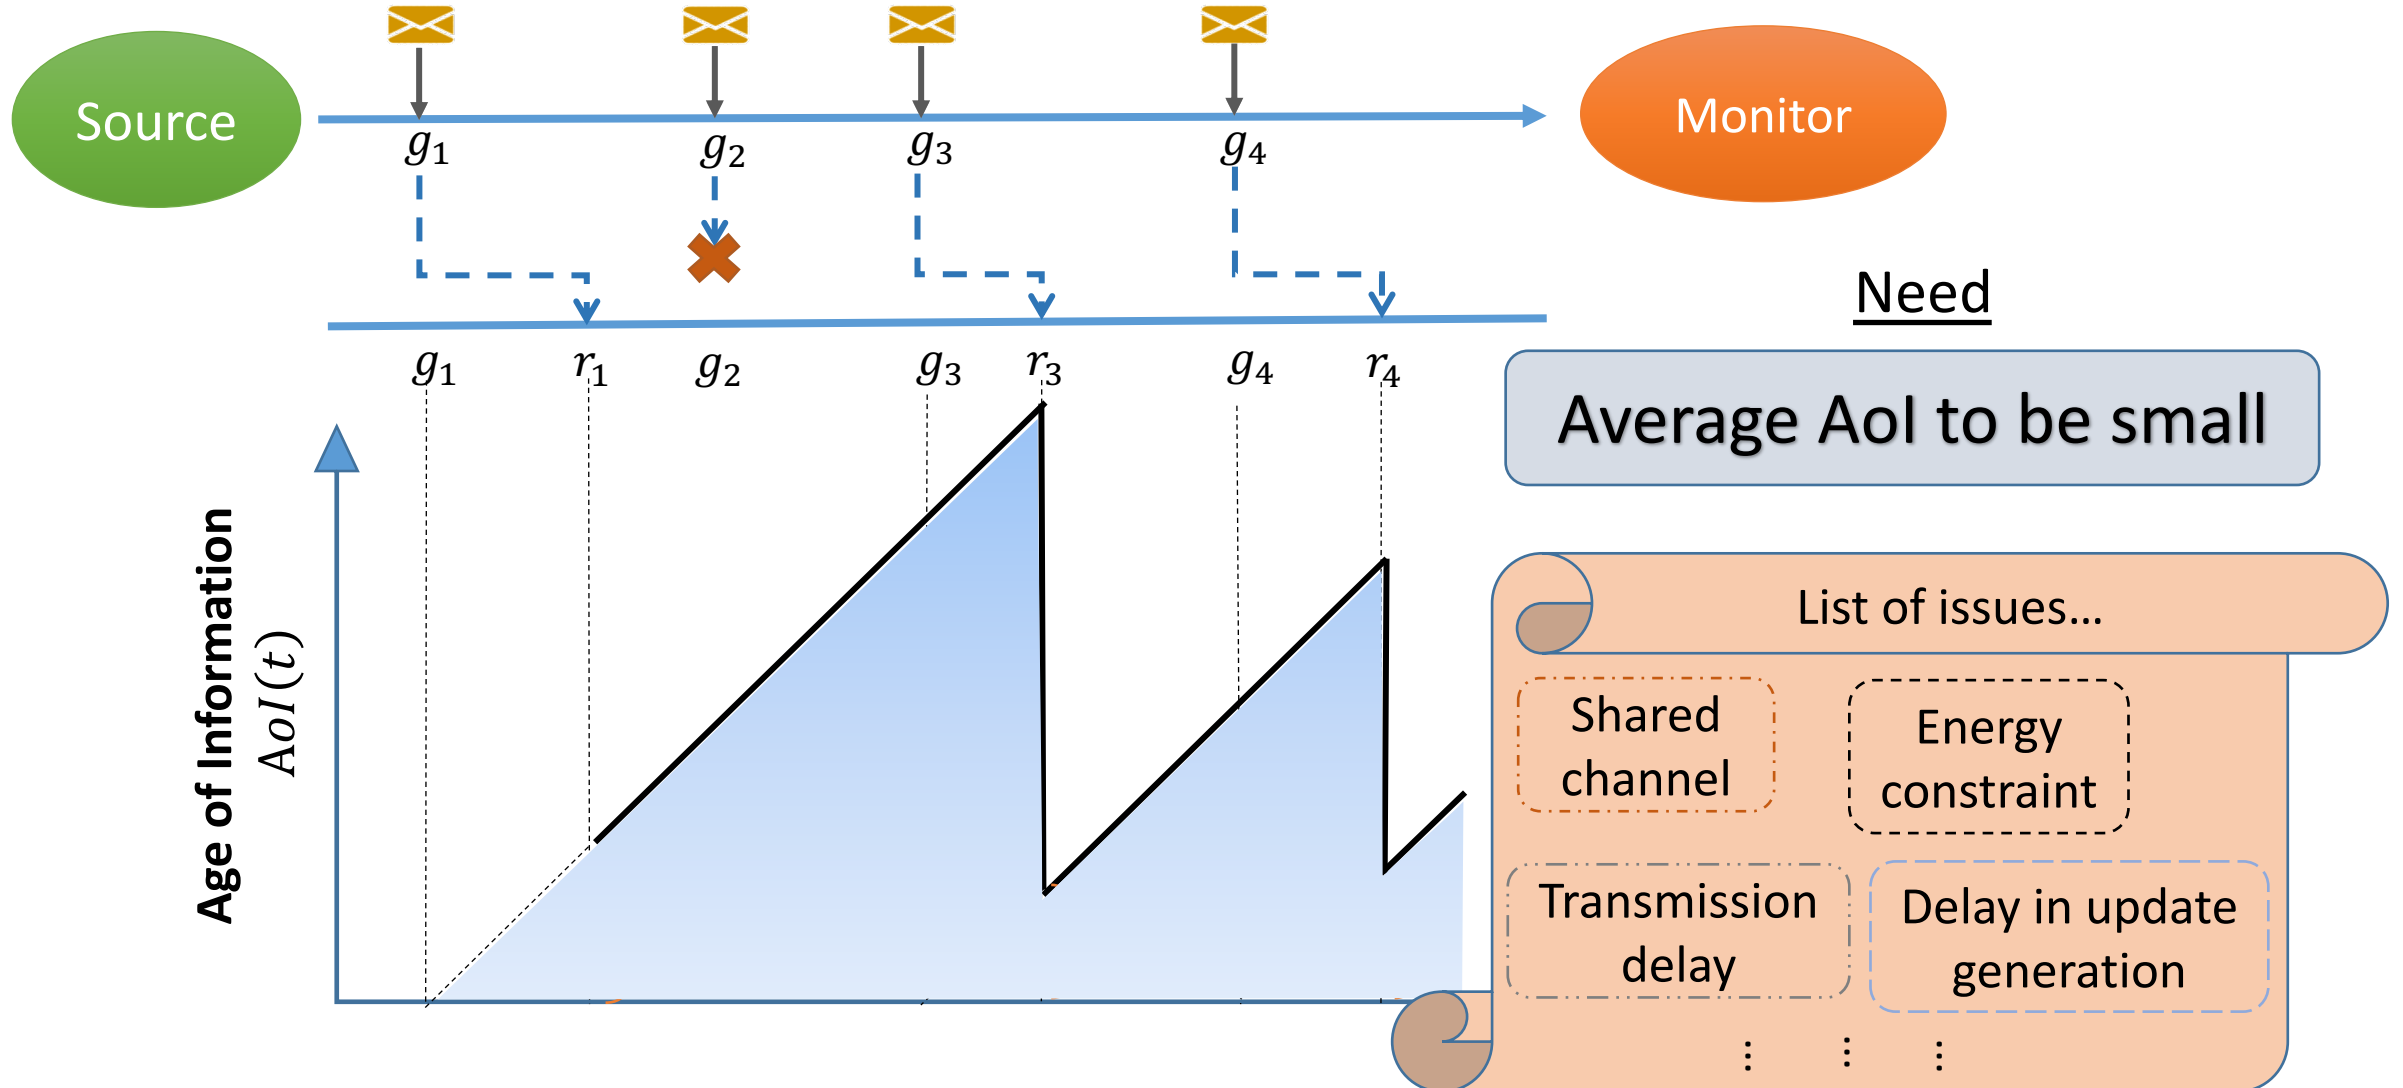 Source
Monitor
g₁ g₂ g₃ g₄
g₁ r₁ g₂ g₃ r₃ g₄ r₄
Age of Information
AoI(t)
Need
Average AoI to be small
List of issues...
Shared
channel
Energy
constraint
Transmission
delay
Delay in update
generation
⋮ ⋮ ⋮